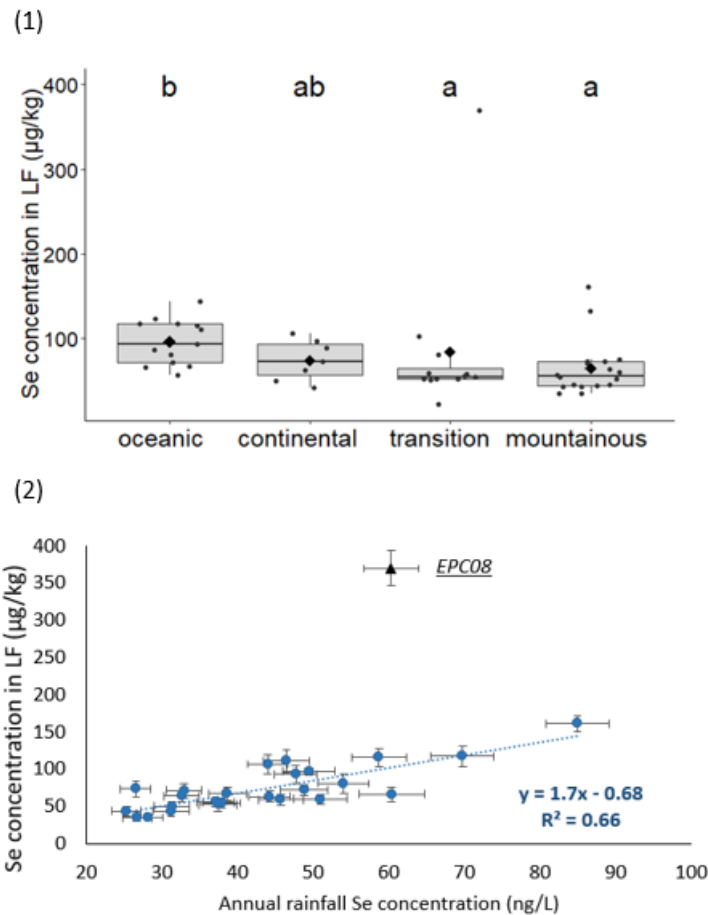 (1)
Se concentration in LF (µg/kg)
400
300
200
100
b ab a a
oceanic continental transition mountainous
(2)
Se concentration in LF (µg/kg)
400
350
300
250
200
150
100
50
0
EPC08
y = 1.7x - 0.68
R² = 0.66
20 30 40 50 60 70 80 90 100
Annual rainfall Se concentration (ng/L)